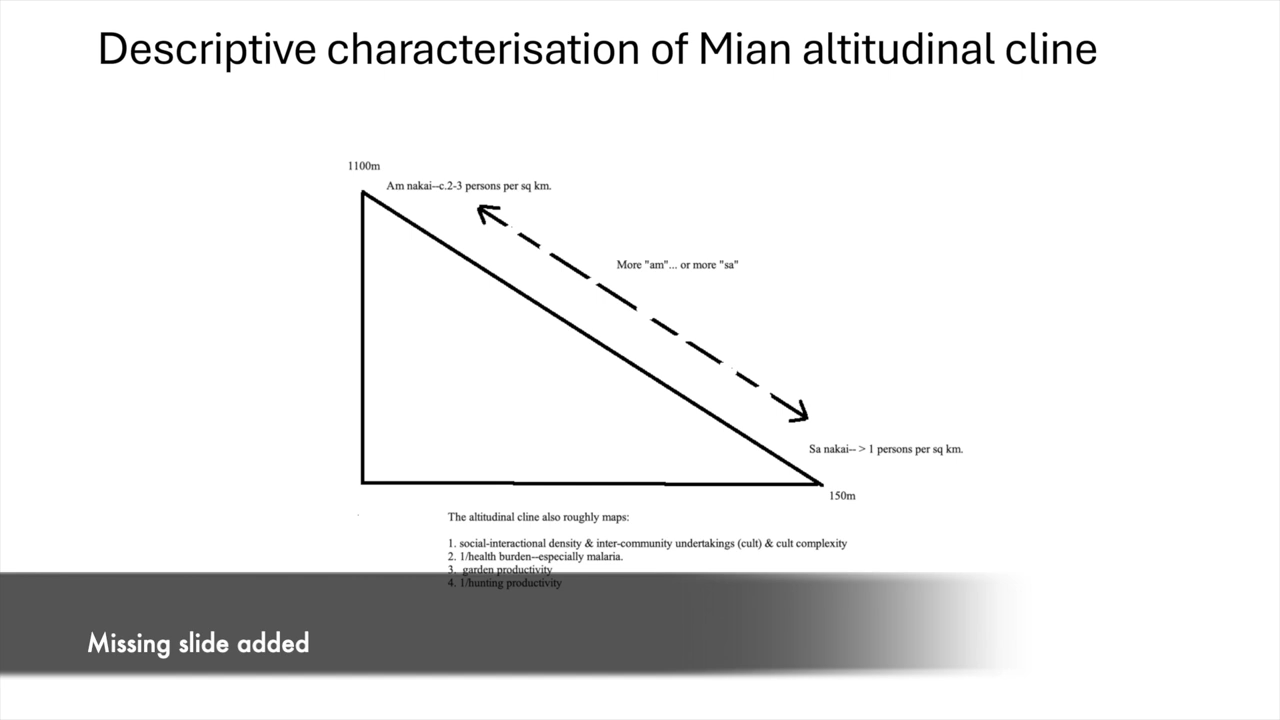 Descriptive characterisation of Mian altitudinal cline
1100m
Am nakai--c.2-3 persons per sq km.
More "am"... or more "sa"
Sa nakai-- > 1 persons per sq km.
150m
The altitudinal cline also roughly maps:
1. social-interactional density & inter-community undertakings (cult) & cult complexity
2. 1/health burden--especially malaria.
3. garden productivity
4. 1/hunting productivity
Missing slide added